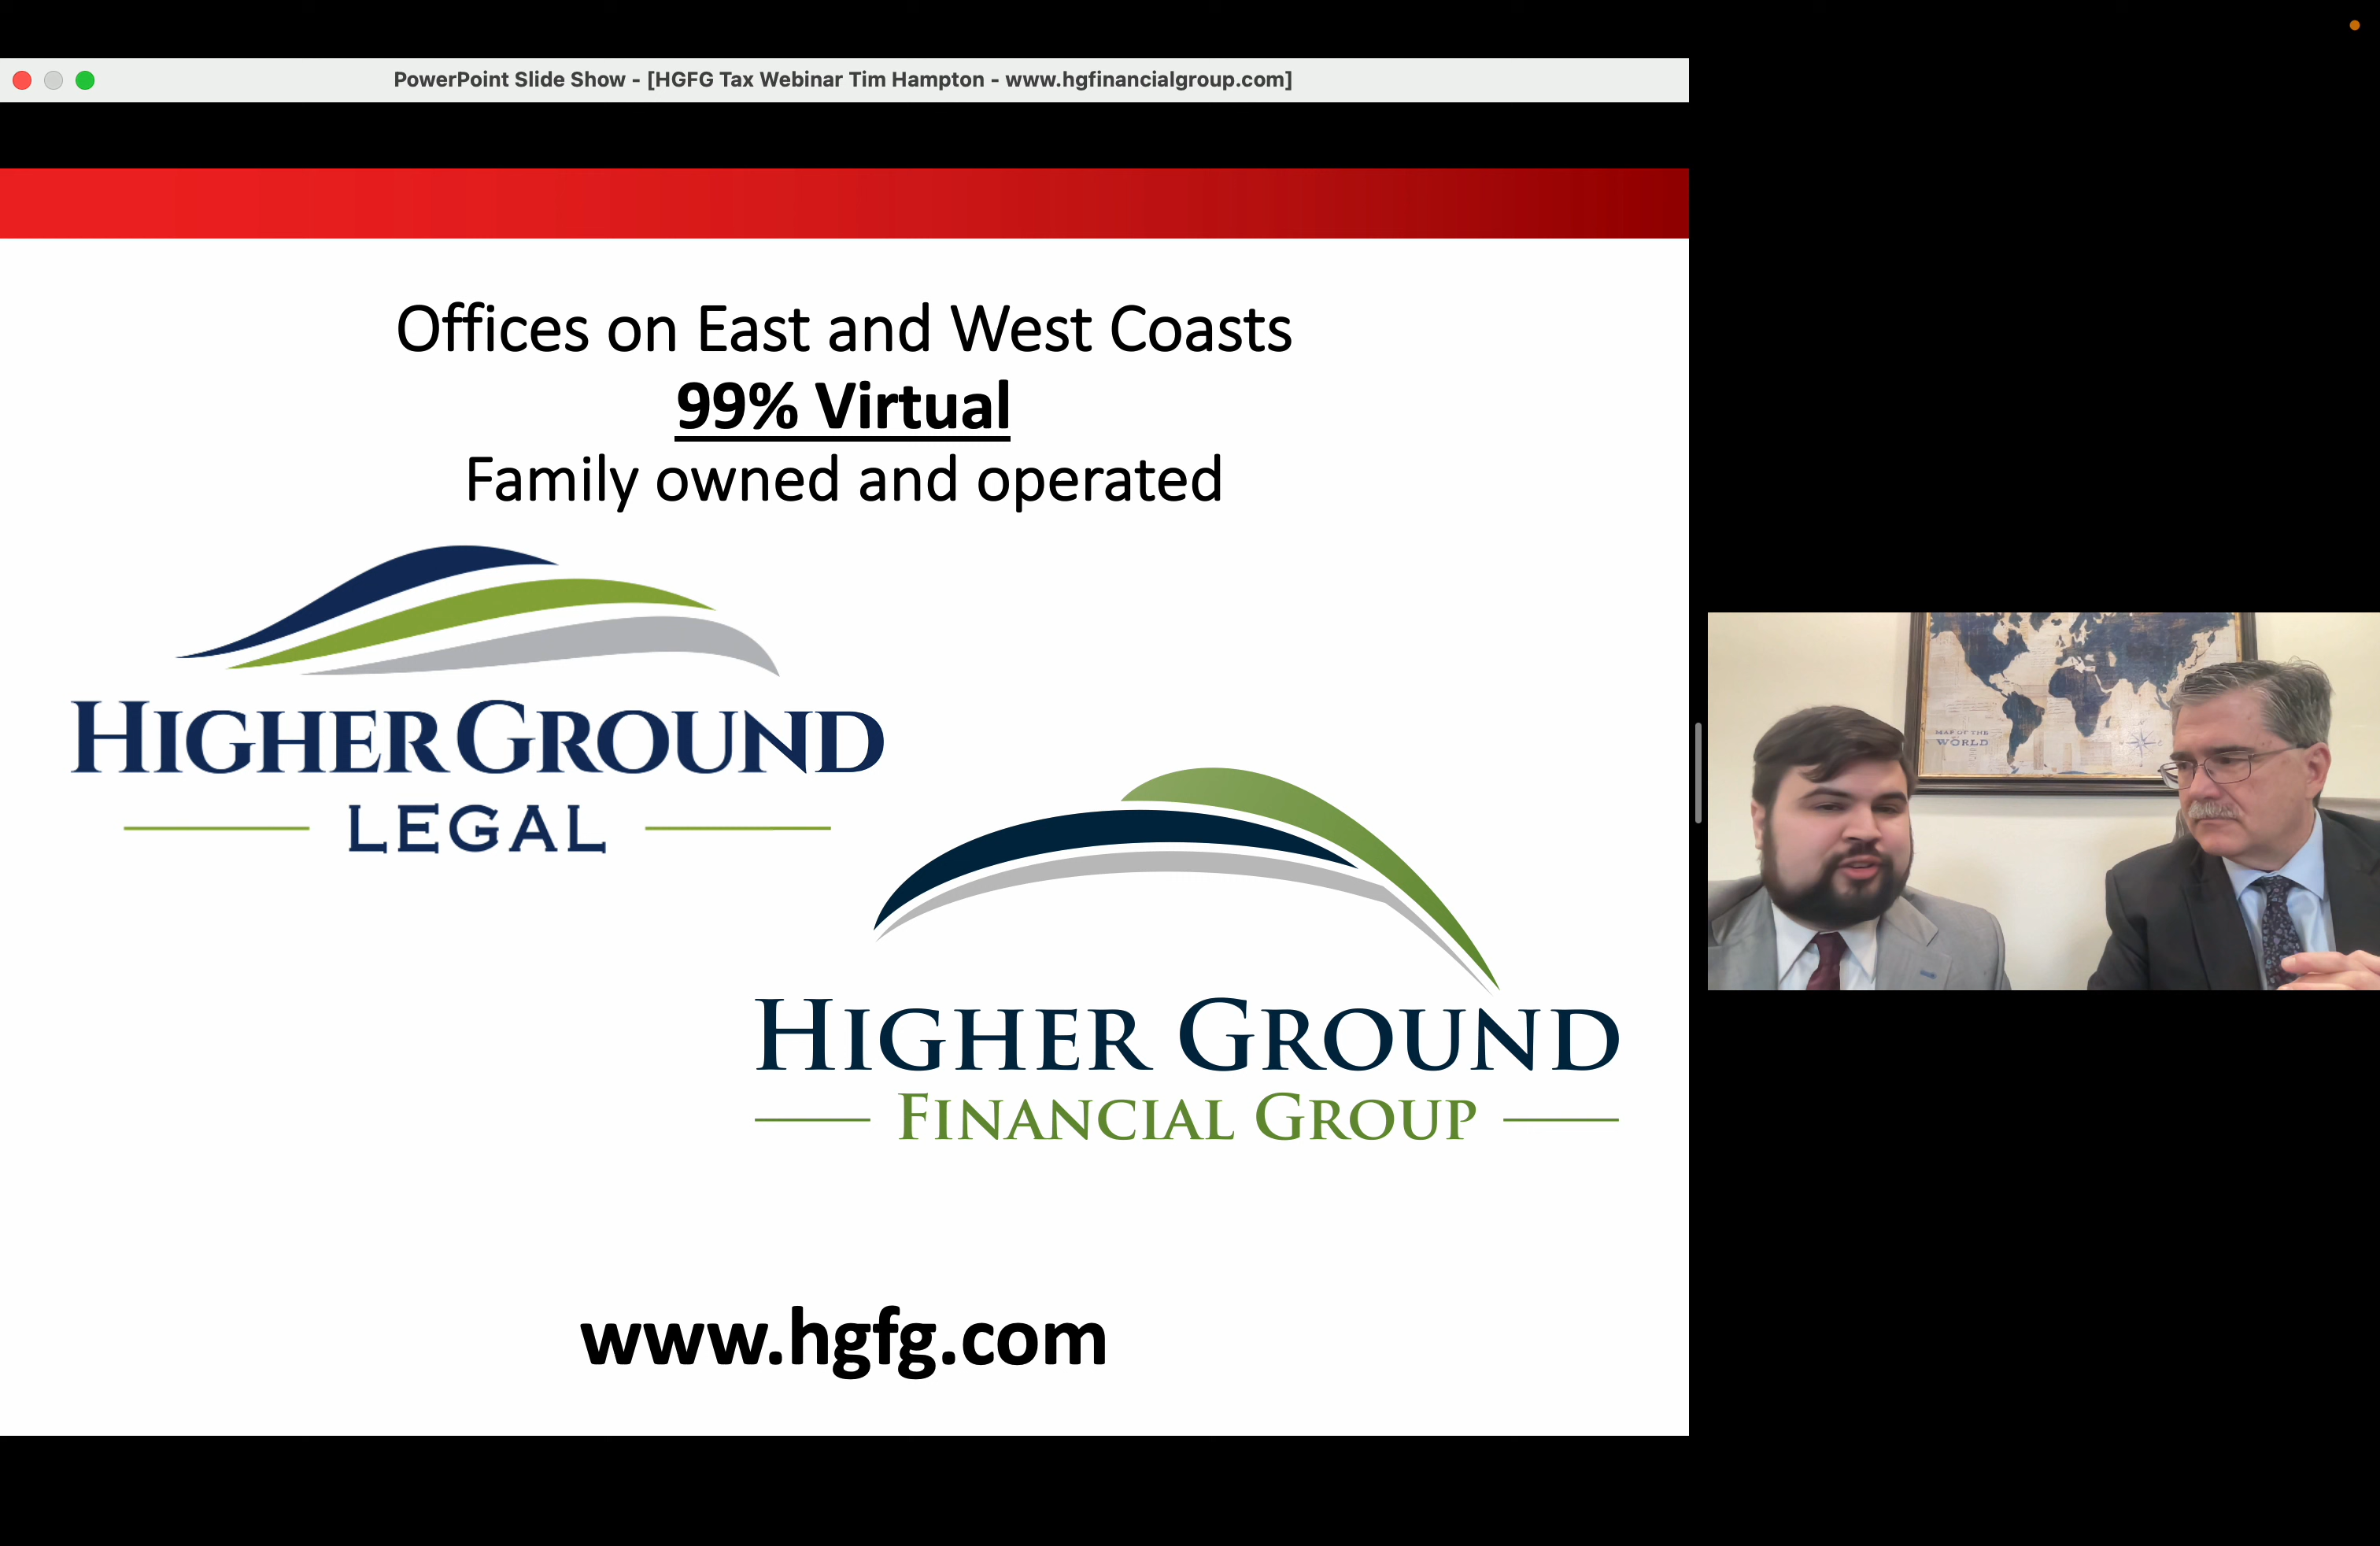 PowerPoint Slide Show - [HGFG Tax Webinar Tim Hampton - www.hgfinancialgroup.com]
Offices on East and West Coasts
99% Virtual
Family owned and operated
HIGHER GROUND
LEGAL
HIGHER GROUND
FINANCIAL GROUP
www.hgfg.com
MAP OF THE
WORLD